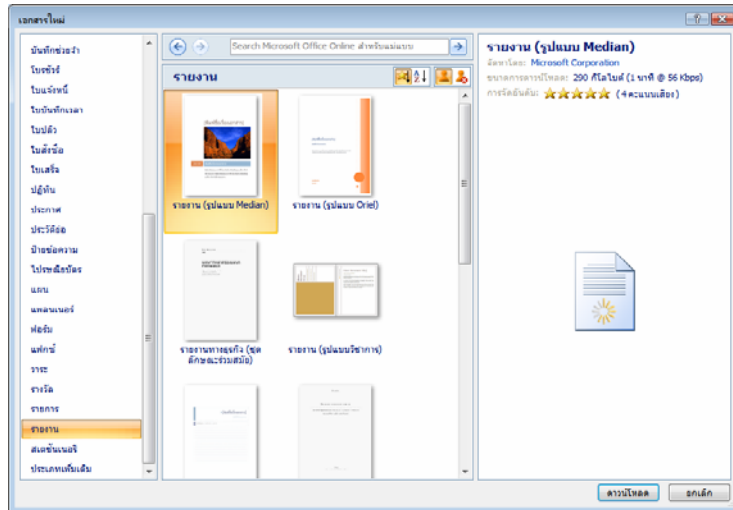 เอกสารใหม่
บันทึกช่วยจำ
โบรชัวร์
ใบแจ้งหนี้
ใบบันทึกเวลา
ใบปลิว
ใบสั่งซื้อ
ใบเสร็จ
ปฏิทิน
ประกาศ
ประวัติย่อ
ป้ายข้อความ
ไปรษณียบัตร
แผน
แพลนเนอร์
ฟอร์ม
แฟกซ์
วาระ
รางวัล
รายการ
รายงาน
สเตชันเนอรี
ประเภทเพิ่มเติม
Search Microsoft Office Online สำหรับแม่แบบ
รายงาน
รายงาน (รูปแบบ Median)
รายงาน (รูปแบบ Oriel)
รายงานทางธุรกิจ (ชุด
ลักษณะร่วมสมัย)
รายงาน (รูปแบบวิชาการ)
รายงาน (รูปแบบ Median)
จัดหาโดย: Microsoft Corporation
ขนาดการดาวน์โหลด: 290 กิโลไบต์ (1 นาที @ 56 Kbps)
การจัดอันดับ: (4คะแนนเสียง)
ดาวน์โหลด
ยกเลิก